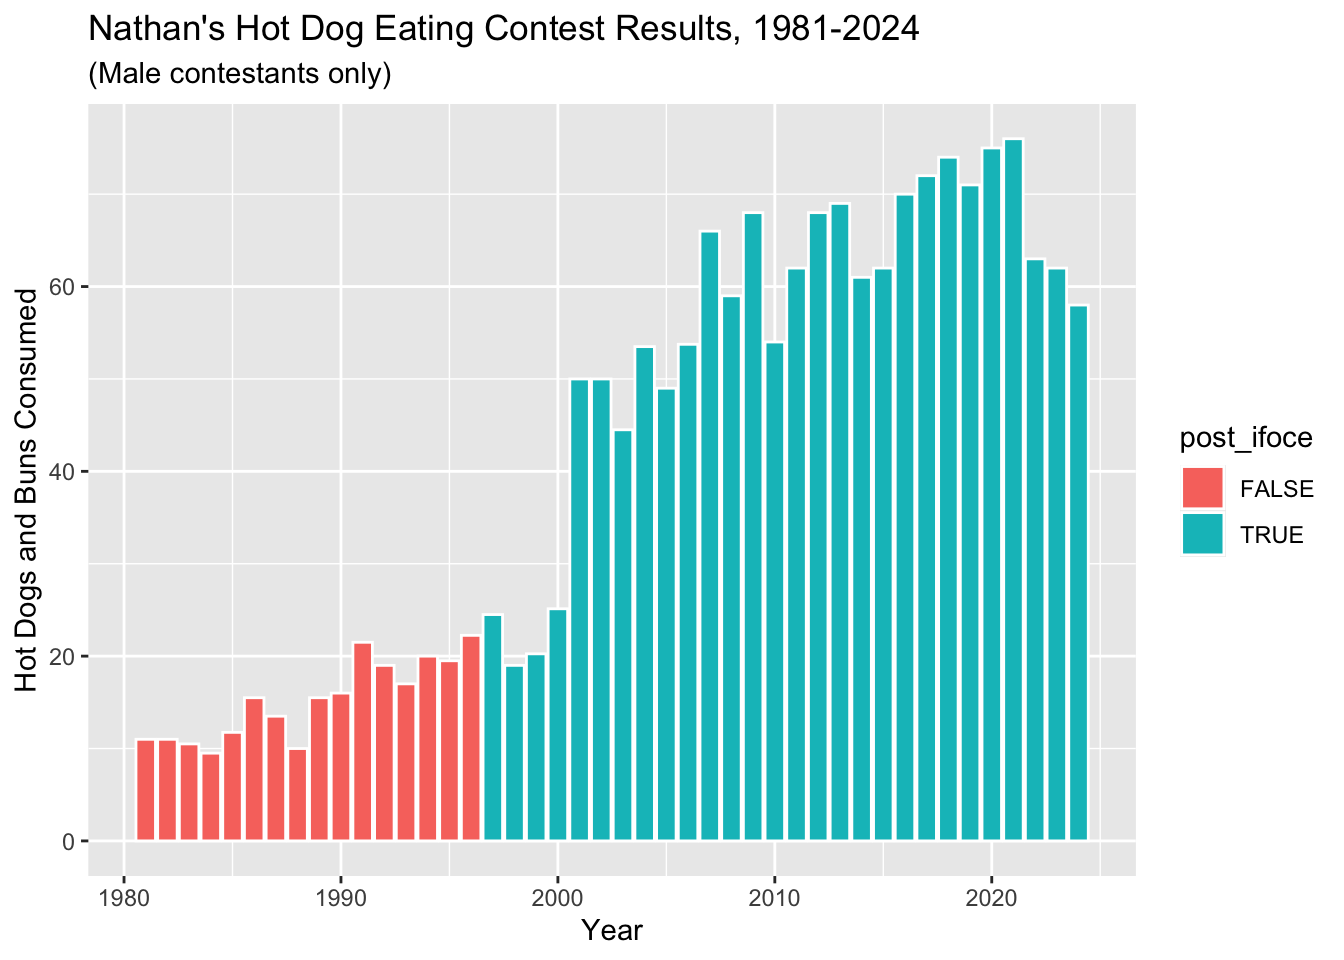 Nathan's Hot Dog Eating Contest Results, 1981-2024
(Male contestants only)
Hot Dogs and Buns Consumed
60
40
20
0
1980 1990 2000 2010 2020
Year
post_ifoce
FALSE
TRUE